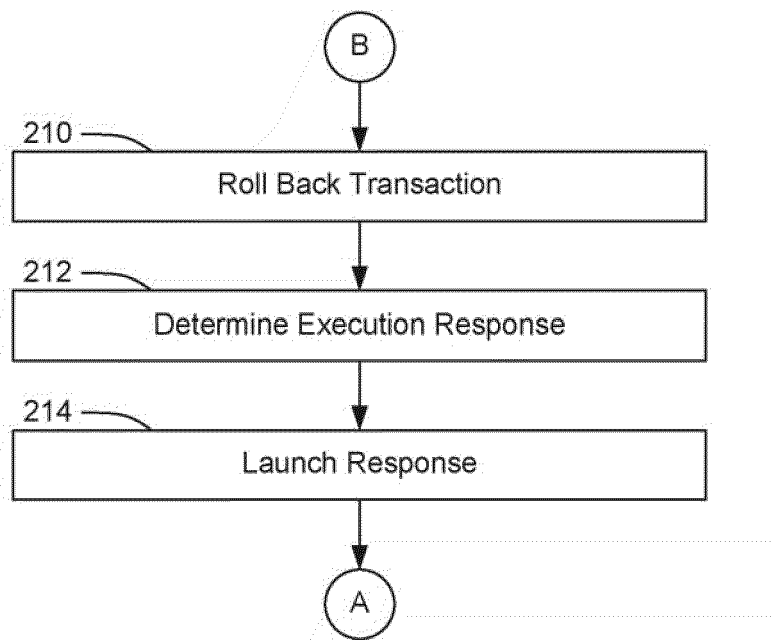 B
210
Roll Back Transaction
212
Determine Execution Response
214
Launch Response
A